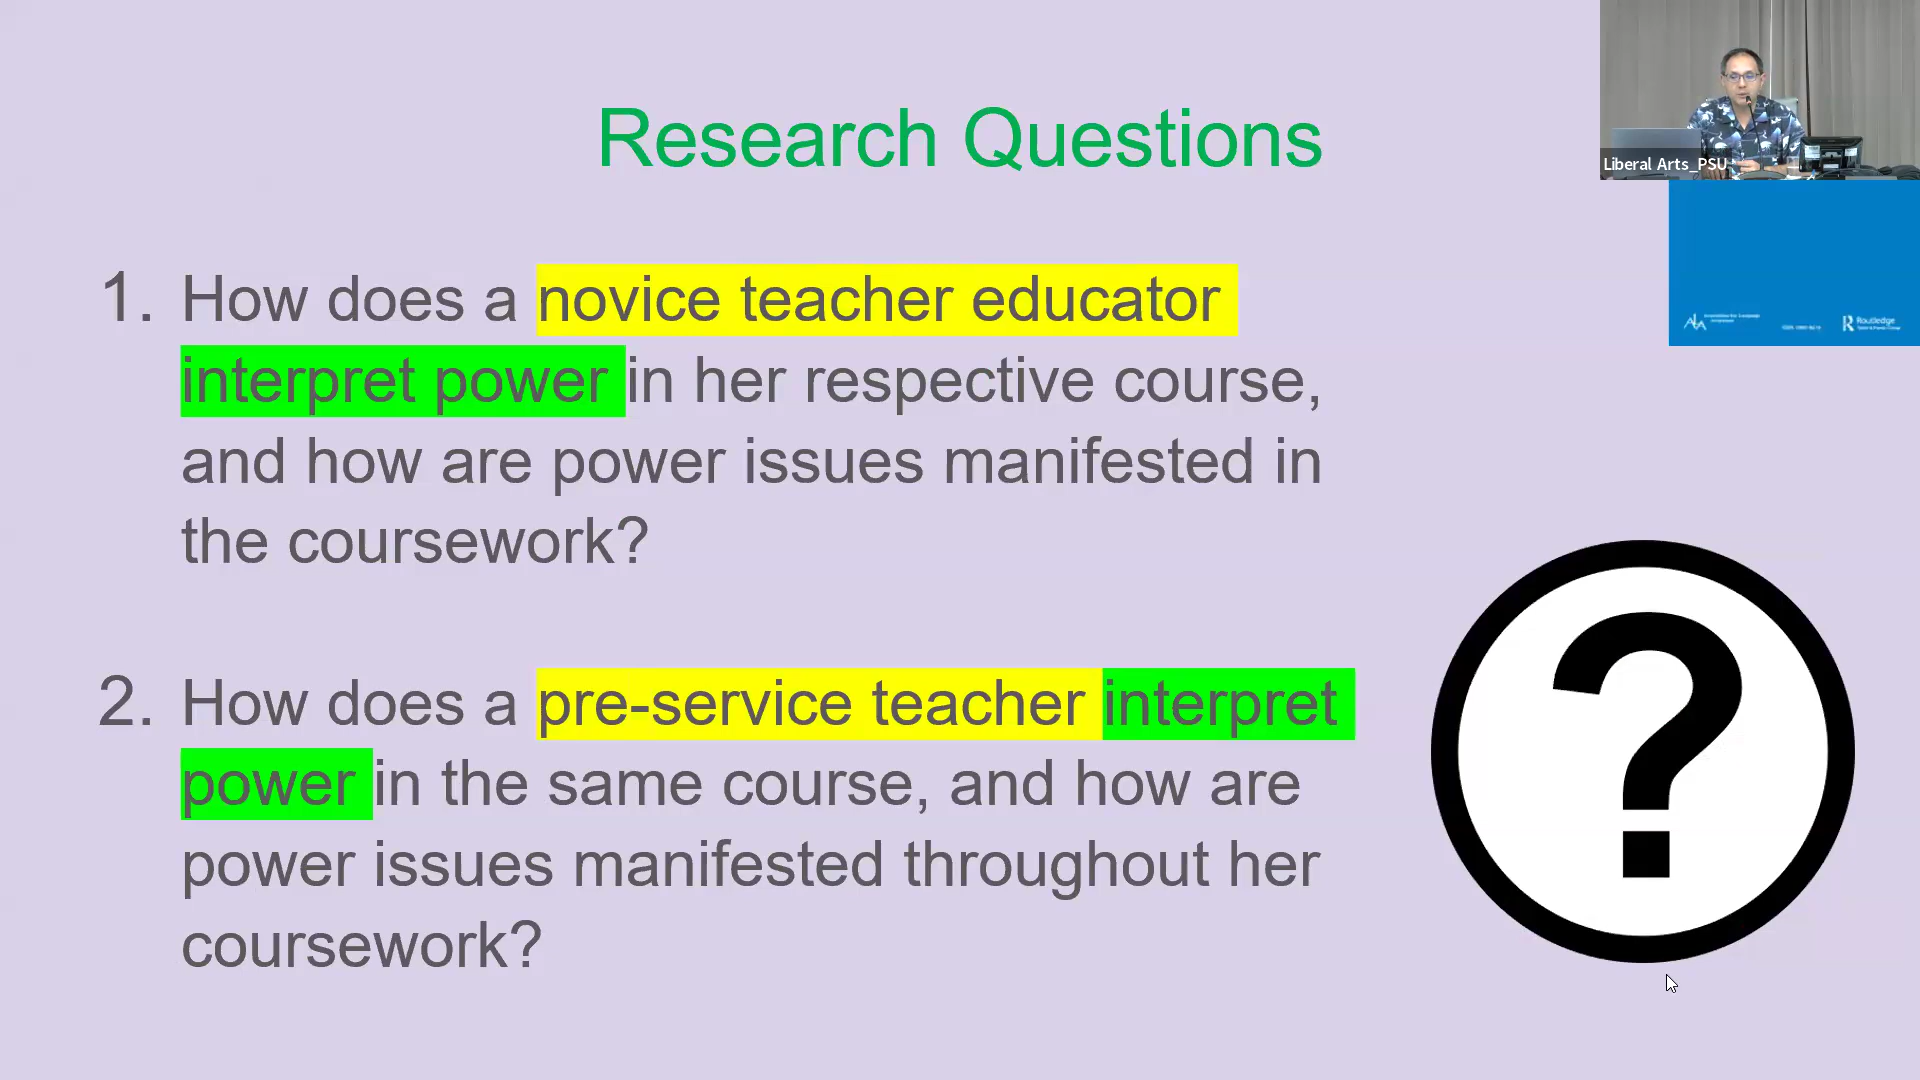 Research Questions
Liberal Arts_PSU
1. How does a novice teacher educator
interpret power in her respective course,
and how are power issues manifested in
the coursework?
2. How does a pre-service teacher interpret
power in the same course, and how are
power issues manifested throughout her
coursework?
Routledge